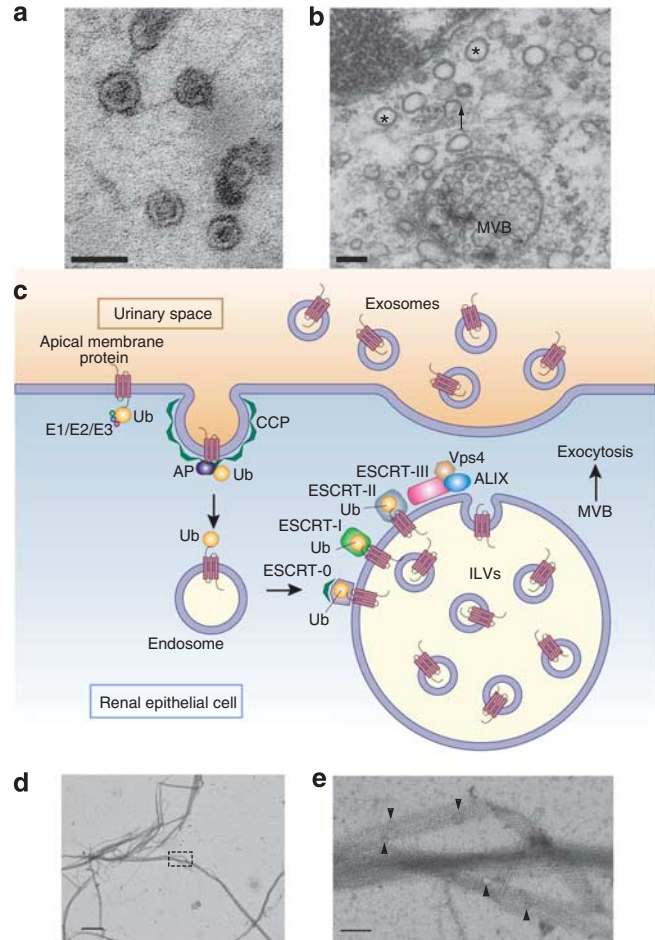 a
b
*
*
MVB
c
Urinary space
Exosomes
Apical membrane
protein
Ub
E1/E2/E3
CCP
AP
Ub
Vps4
ESCRT-III
ALIX
ESCRT-II
Ub
ESCRT-I
Ub
Exocytosis
MVB
Ub
ESCRT-0
Ub
ILVs
Endosome
Renal epithelial cell
d
e